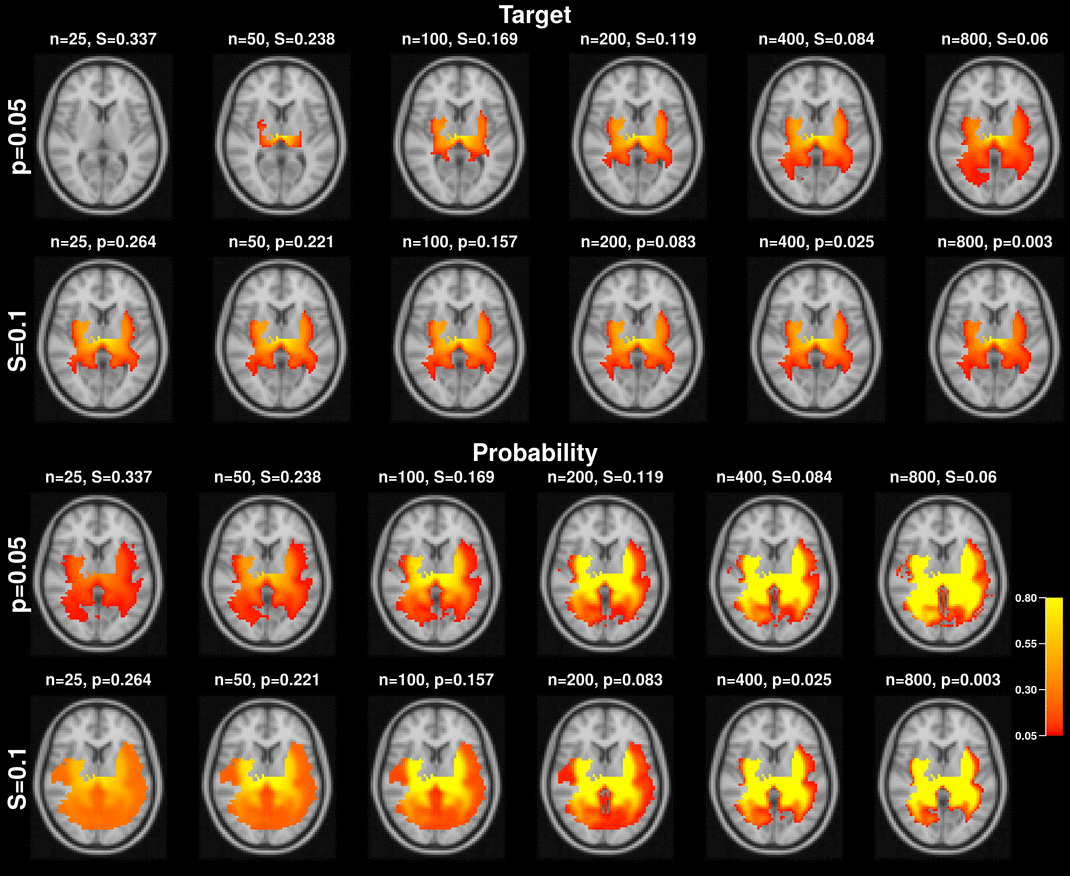 Target
n=25, S=0.337 n=50, S=0.238 n=100, S=0.169 n=200, S=0.119 n=400, S=0.084 n=800, S=0.06
p=0.05
n=25, p=0.264 n=50, p=0.221 n=100, p=0.157 n=200, p=0.083 n=400, p=0.025 n=800, p=0.003
S=0.1
Probability
n=25, S=0.337 n=50, S=0.238 n=100, S=0.169 n=200, S=0.119 n=400, S=0.084 n=800, S=0.06
p=0.05
n=25, p=0.264 n=50, p=0.221 n=100, p=0.157 n=200, p=0.083 n=400, p=0.025 n=800, p=0.003
S=0.1
0.80
0.55
0.30
0.05